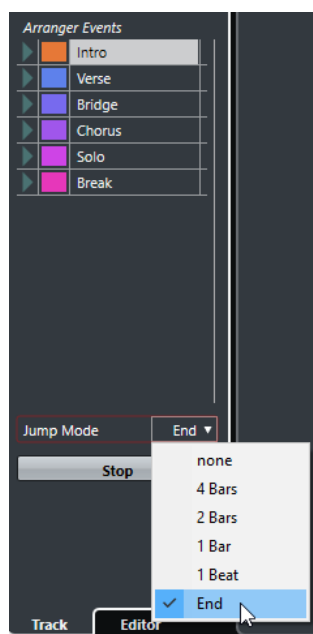 Arranger Events
Intro
Verse
Bridge
Chorus
Solo
Break
Jump Mode End
Stop
none
4 Bars
2 Bars
1 Bar
1 Beat
End
Track Editor